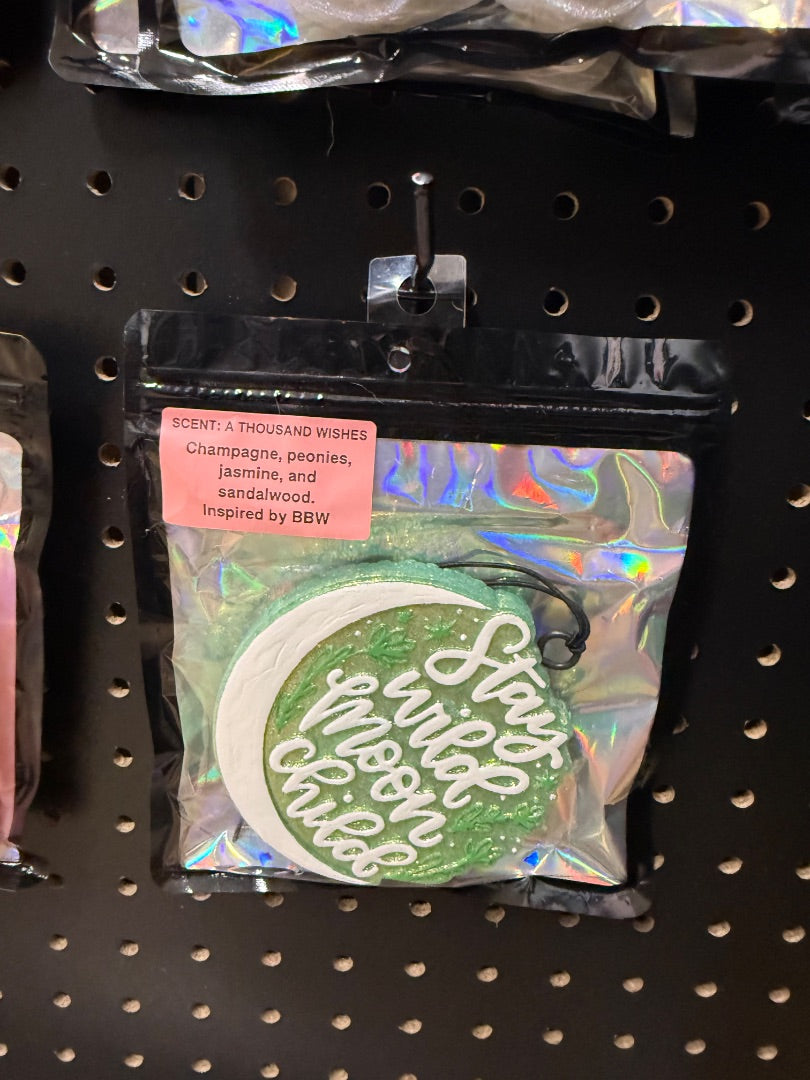 SCENT: A THOUSAND WISHES
Champagne, peonies,
jasmine, and
sandalwood.
Inspired by BBW
Stay
wild
moon
child